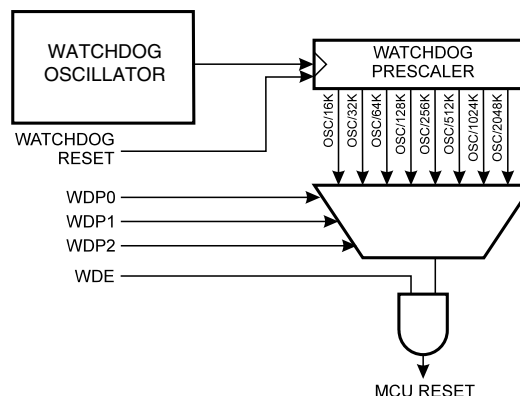 WATCHDOG
OSCILLATOR
WATCHDOG
PRESCALER
WATCHDOG
RESET
OSC/16K
OSC/32K
OSC/64K
OSC/128K
OSC/256K
OSC/512K
OSC/1024K
OSC/2048K
WDP0
WDP1
WDP2
WDE
MCU RESET